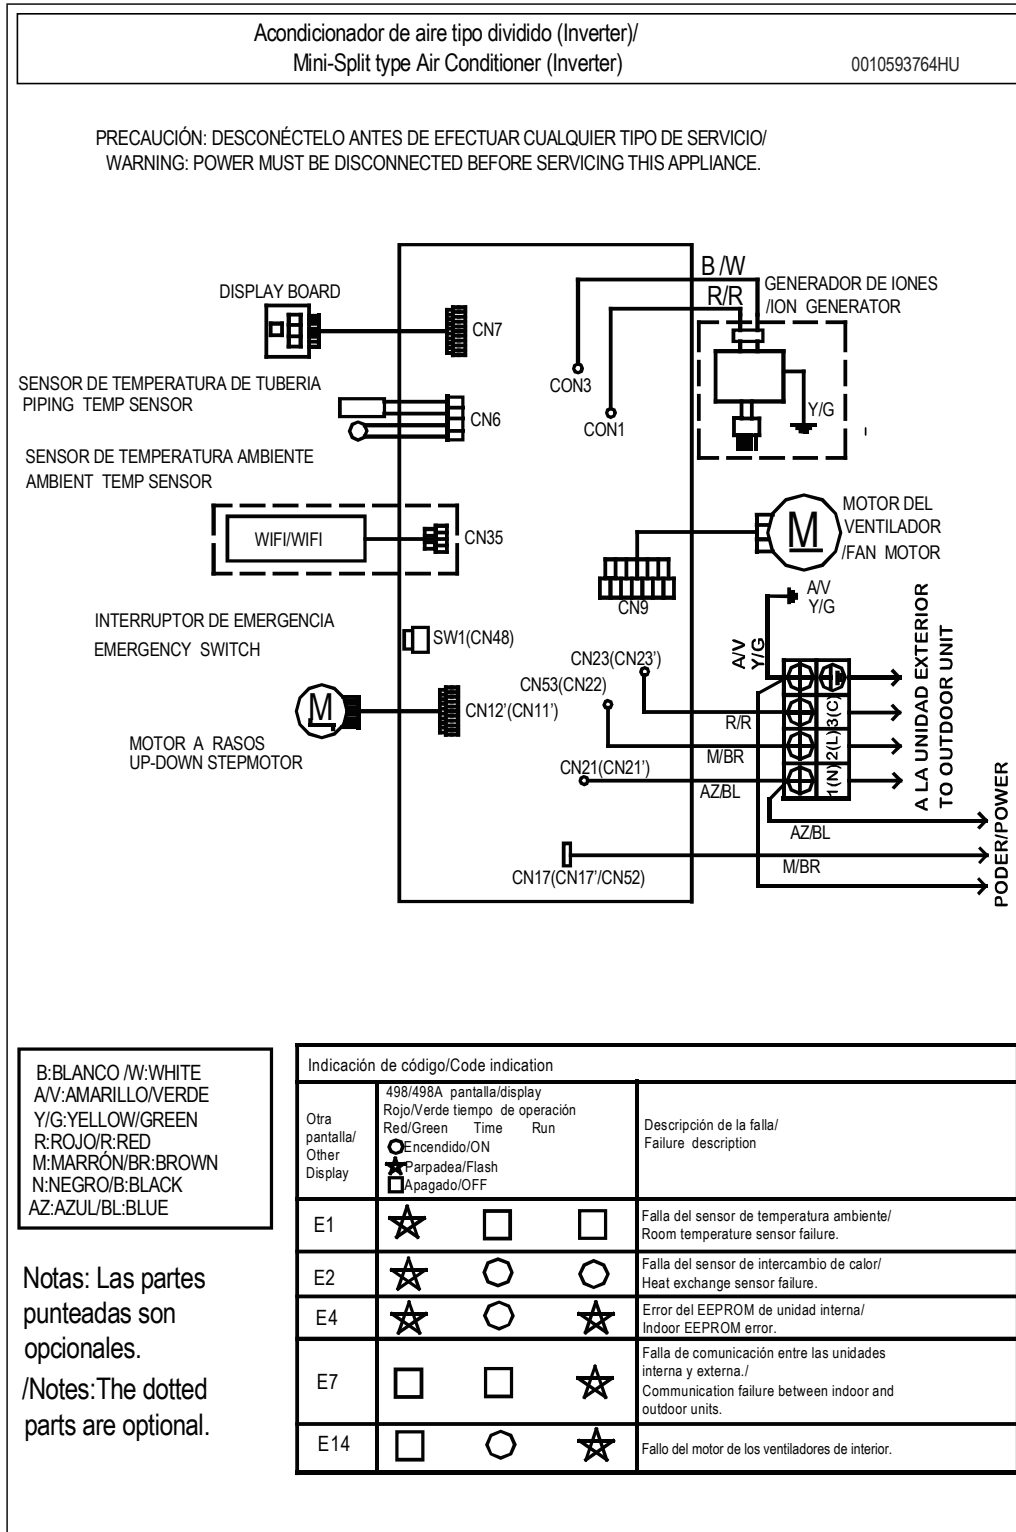 Acondicionador de aire tipo dividido (Inverter)/
Mini-Split type Air Conditioner (Inverter)
0010593764HU
PRECAUCIÓN: DESCONÉCTELO ANTES DE EFECTUAR CUALQUIER TIPO DE SERVICIO/
WARNING: POWER MUST BE DISCONNECTED BEFORE SERVICING THIS APPLIANCE.
B /W
R/R
GENERADOR DE IONES
/ION GENERATOR
DISPLAY BOARD
CN7
CON3
CON1
Y/G
SENSOR DE TEMPERATURA DE TUBERIA
PIPING TEMP SENSOR
CN6
SENSOR DE TEMPERATURA AMBIENTE
AMBIENT TEMP SENSOR
WIFI/WIFI
CN35
M
MOTOR DEL
VENTILADOR
/FAN MOTOR
CN9
A/V
Y/G
INTERRUPTOR DE EMERGENCIA
EMERGENCY SWITCH
SW1(CN48)
A/V
Y/G
CN23(CN23')
CN53(CN22)
M
CN12'(CN11')
MOTOR A RASOS
UP-DOWN STEPMOTOR
R/R
3(C)
M/BR
2(L)
CN21(CN21')
AZ/BL
1(N)
A LA UNIDAD EXTERIOR
TO OUTDOOR UNIT
AZ/BL
M/BR
CN17(CN17'/CN52)
PODER/POWER
B:BLANCO /W:WHITE
A/V:AMARILLO/VERDE
Y/G:YELLOW/GREEN
R:ROJO/R:RED
M:MARRÓN/BR:BROWN
N:NEGRO/B:BLACK
AZ:AZUL/BL:BLUE
Notas: Las partes
punteadas son
opcionales.
/Notes:The dotted
parts are optional.
Indicación de código/Code indication
Otra
pantalla/
Other
Display
498/498A pantalla/display
Rojo/Verde tiempo de operación
Red/Green Time Run
Encendido/ON
Parpadea/Flash
Apagado/OFF
Descripción de la falla/
Failure description
E1
Falla del sensor de temperatura ambiente/
Room temperature sensor failure.
E2
Falla del sensor de intercambio de calor/
Heat exchange sensor failure.
E4
Error del EEPROM de unidad interna/
Indoor EEPROM error.
E7
Falla de comunicación entre las unidades
interna y externa./
Communication failure between indoor and
outdoor units.
E14
Fallo del motor de los ventiladores de interior.